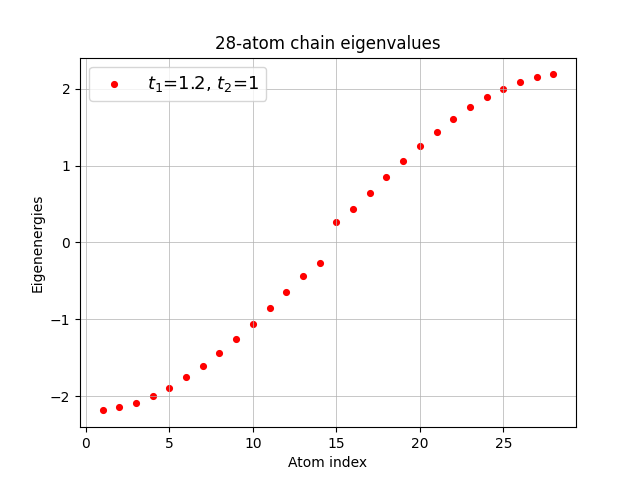 28-atom chain eigenvalues
t₁=1.2, t₂=1
Eigenenergies
2
1
0
−1
−2
0 5 10 15 20 25
Atom index